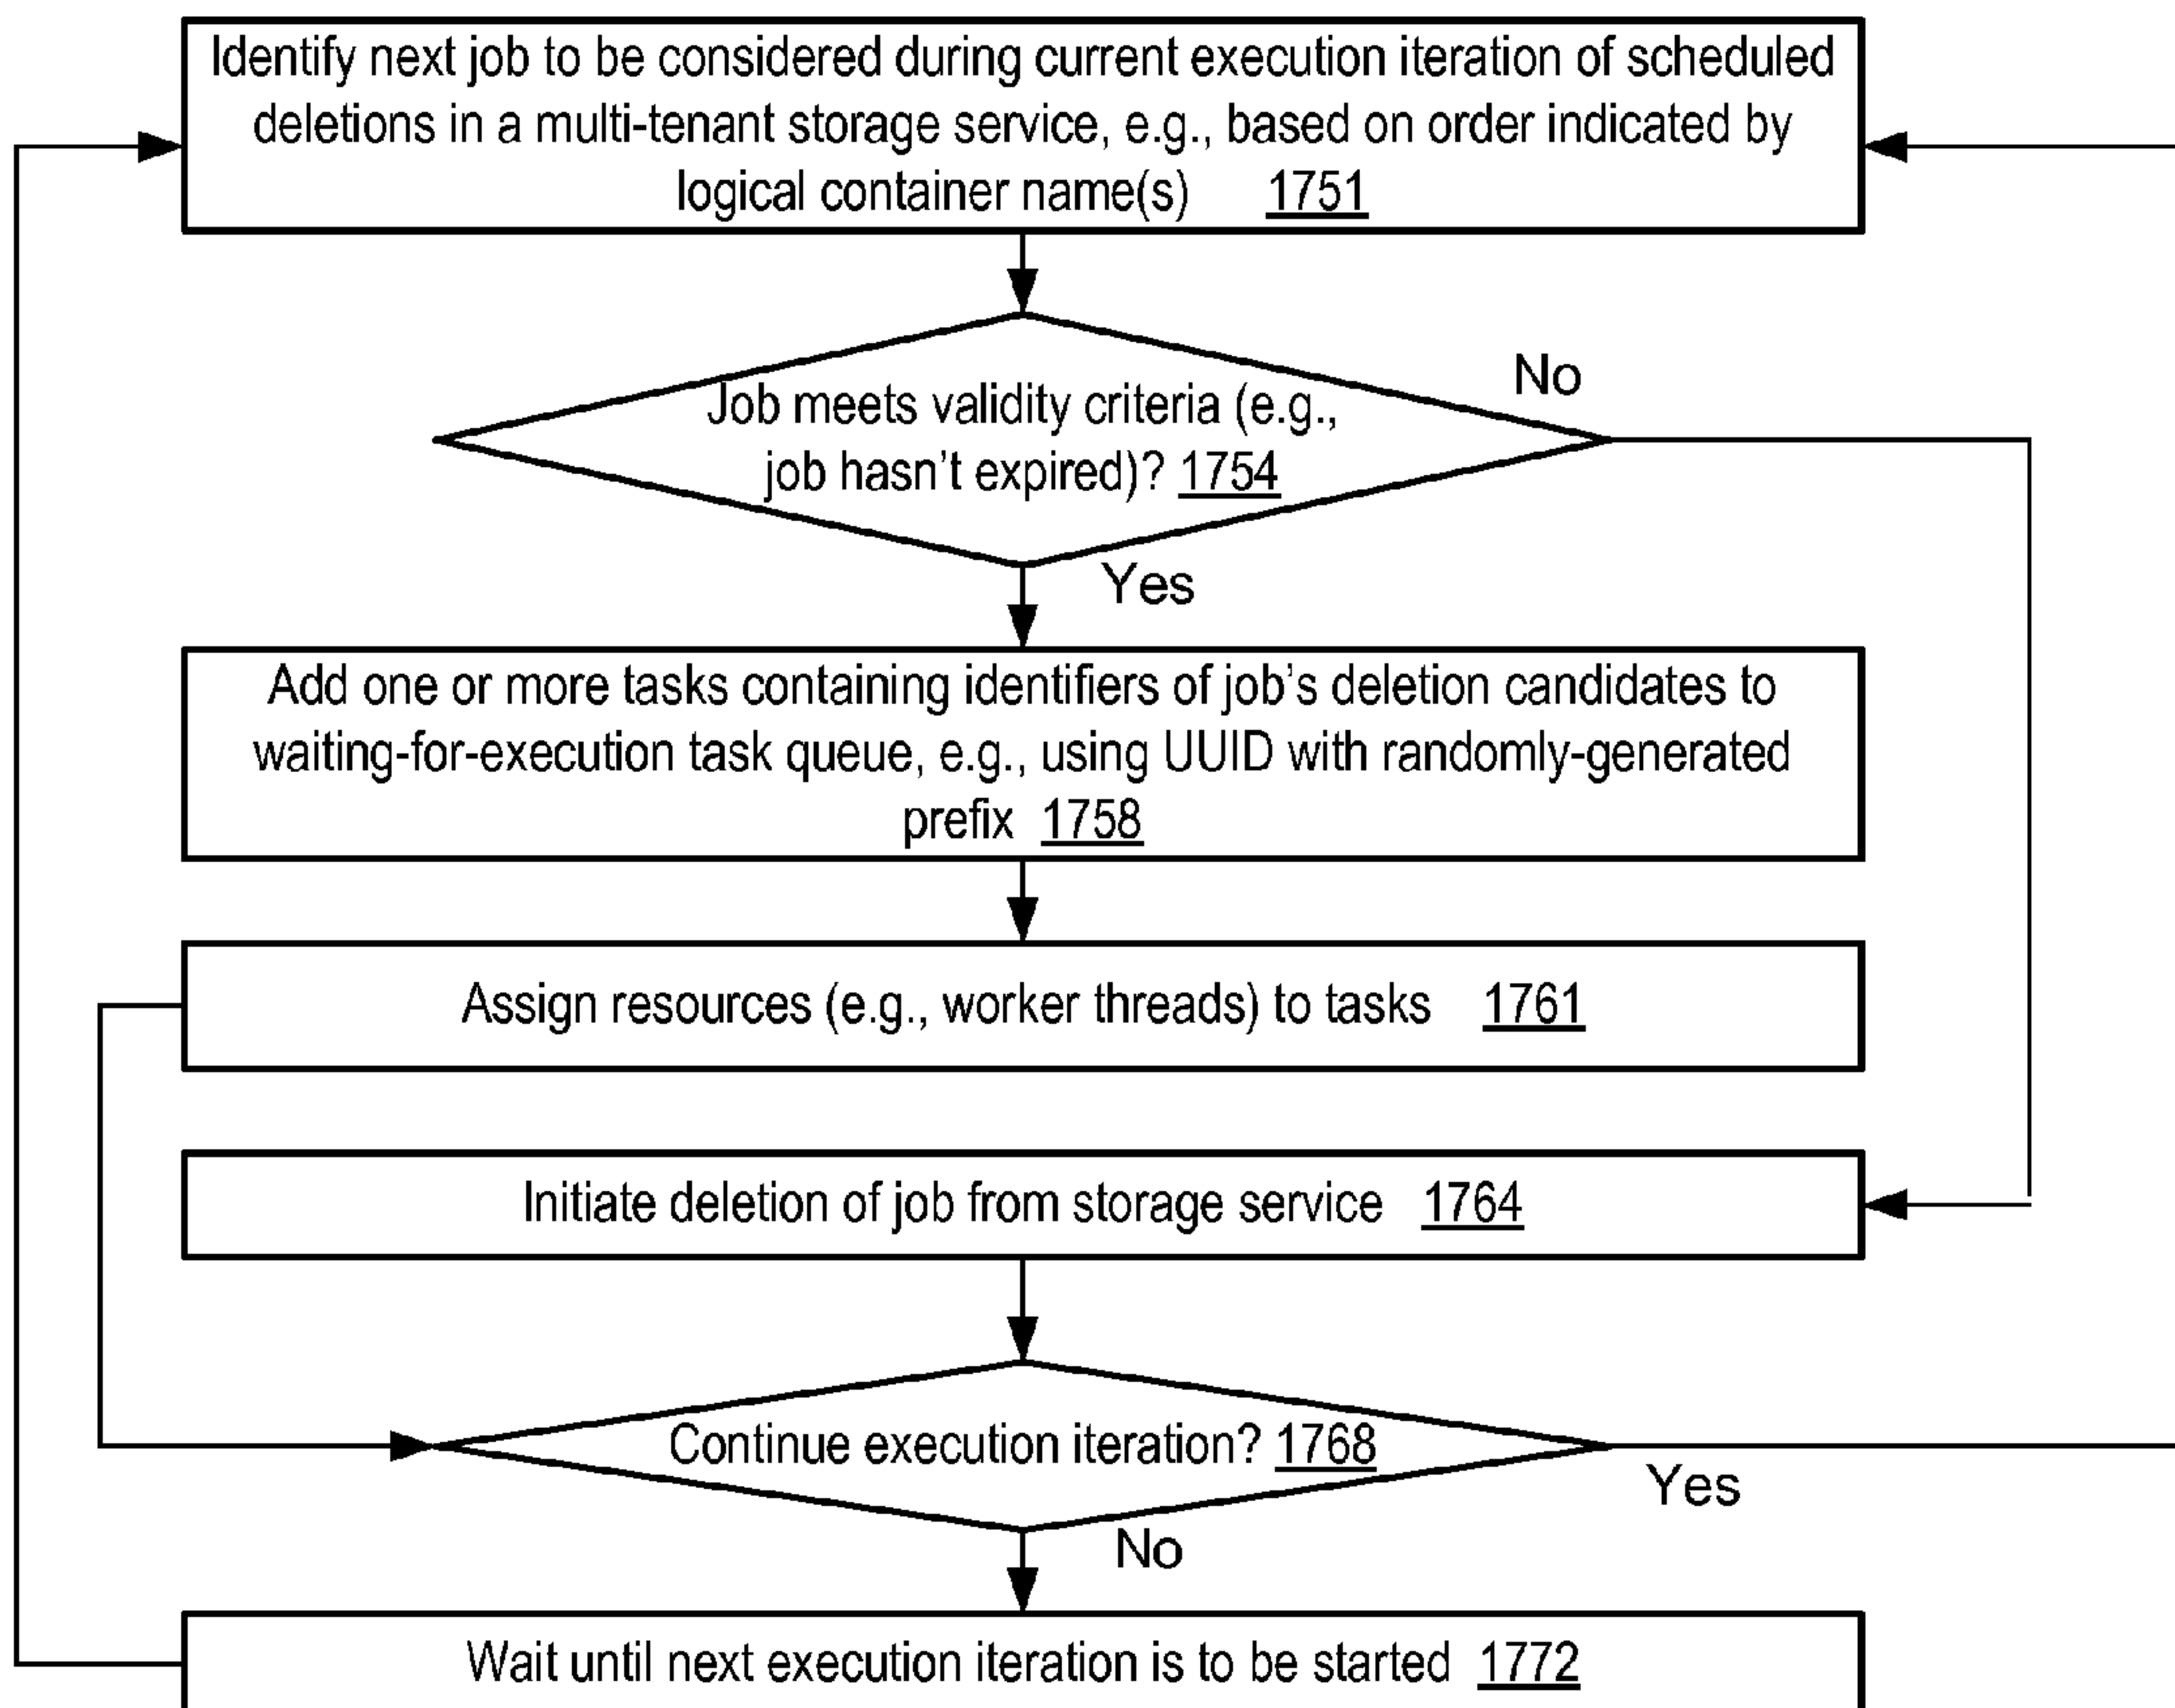 Identify next job to be considered during current execution iteration of scheduled
deletions in a multi-tenant storage service, e.g., based on order indicated by
logical container name(s) 1751
No
Job meets validity criteria (e.g.,
job hasn't expired)? 1754
Yes
Add one or more tasks containing identifiers of job's deletion candidates to
waiting-for-execution task queue, e.g., using UUID with randomly-generated
prefix 1758
Assign resources (e.g., worker threads) to tasks 1761
Initiate deletion of job from storage service 1764
Continue execution iteration? 1768
Yes
No
Wait until next execution iteration is to be started 1772